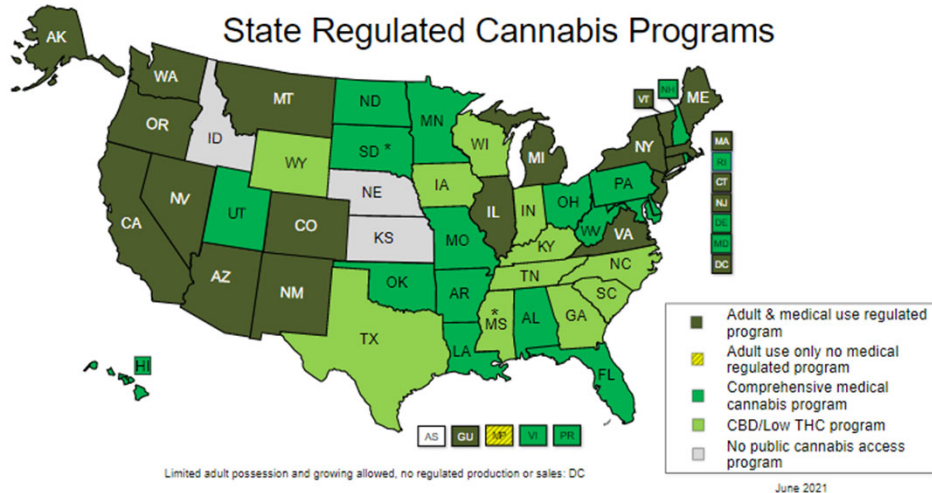 State Regulated Cannabis Programs
AK
WA
MT
ND
MN
VT
NH
ME
OR
ID
SD *
WI
NY
MA
WY
MI
RI
IA
PA
CT
NE
NV
IL
IN
OH
NJ
UT
CA
CO
WV
VA
DE
KS
MO
KY
MD
NC
DC
TN
AZ
NM
OK
AR
SC
*
MS
AL
GA
TX
LA
HI
FL
Adult & medical use regulated
program
Adult use only no medical
regulated program
Comprehensive medical
cannabis program
CBD/Low THC program
No public cannabis access
program
AS
GU
MP
VI
PR
Limited adult possession and growing allowed, no regulated production or sales: DC
June 2021